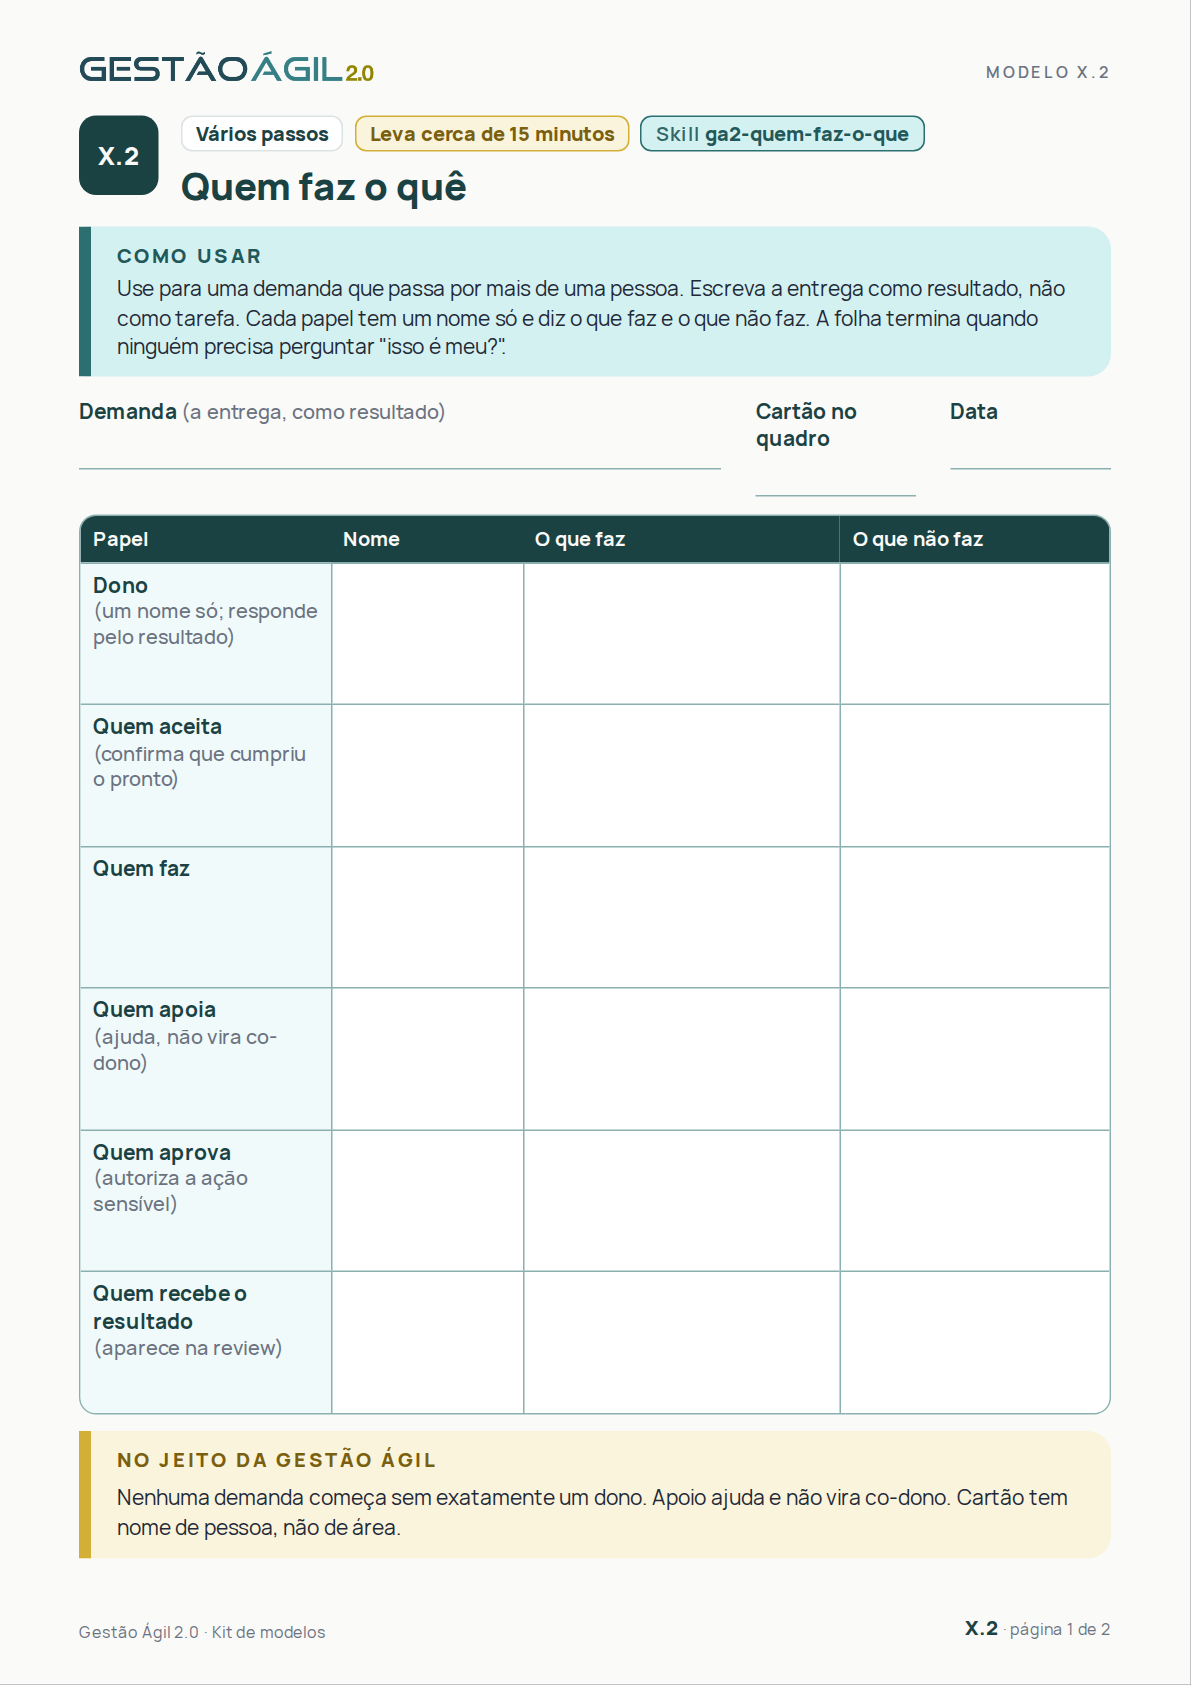 GESTÃOÁGIL2.0
MODELO X.2
X.2
Vários passos
Leva cerca de 15 minutos
Skill ga2-quem-faz-o-que
Quem faz o quê
COMO USAR
Use para uma demanda que passa por mais de uma pessoa. Escreva a entrega como resultado, não
como tarefa. Cada papel tem um nome só e diz o que faz e o que não faz. A folha termina quando
ninguém precisa perguntar "isso é meu?".
Demanda (a entrega, como resultado)
Cartão no
quadro
Data
Papel
Nome
O que faz
O que não faz
Dono
(um nome só; responde
pelo resultado)
Quem aceita
(confirma que cumpriu
o pronto)
Quem faz
Quem apoia
(ajuda, não vira co-
dono)
Quem aprova
(autoriza a ação
sensível)
Quem recebe o
resultado
(aparece na review)
NO JEITO DA GESTÃO ÁGIL
Nenhuma demanda começa sem exatamente um dono. Apoio ajuda e não vira co-dono. Cartão tem
nome de pessoa, não de área.
Gestão Ágil 2.0 · Kit de modelos
X.2 · página 1 de 2